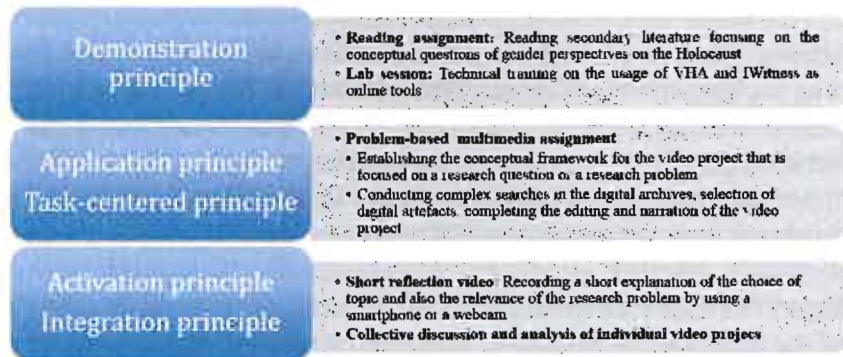 Demonstration
principle
• Reading assignment: Reading secondary literature focusing on the
conceptual questions of gender perspectives on the Holocaust
• Lab session: Technical training on the usage of VHA and IWitness as
online tools
Application principle
Task-centered principle
• Problem-based multimedia assignment
• Establishing the conceptual framework for the video project that is
focused on a research question or a research problem
• Conducting complex searches in the digital archives, selection of
digital artefacts, completing the editing and narration of the video
project
Activation principle
Integration principle
• Short reflection video: Recording a short explanation of the choice of
topic and also the relevance of the research problem by using a
smartphone or a webcam
• Collective discussion and analysis of individual video projecs